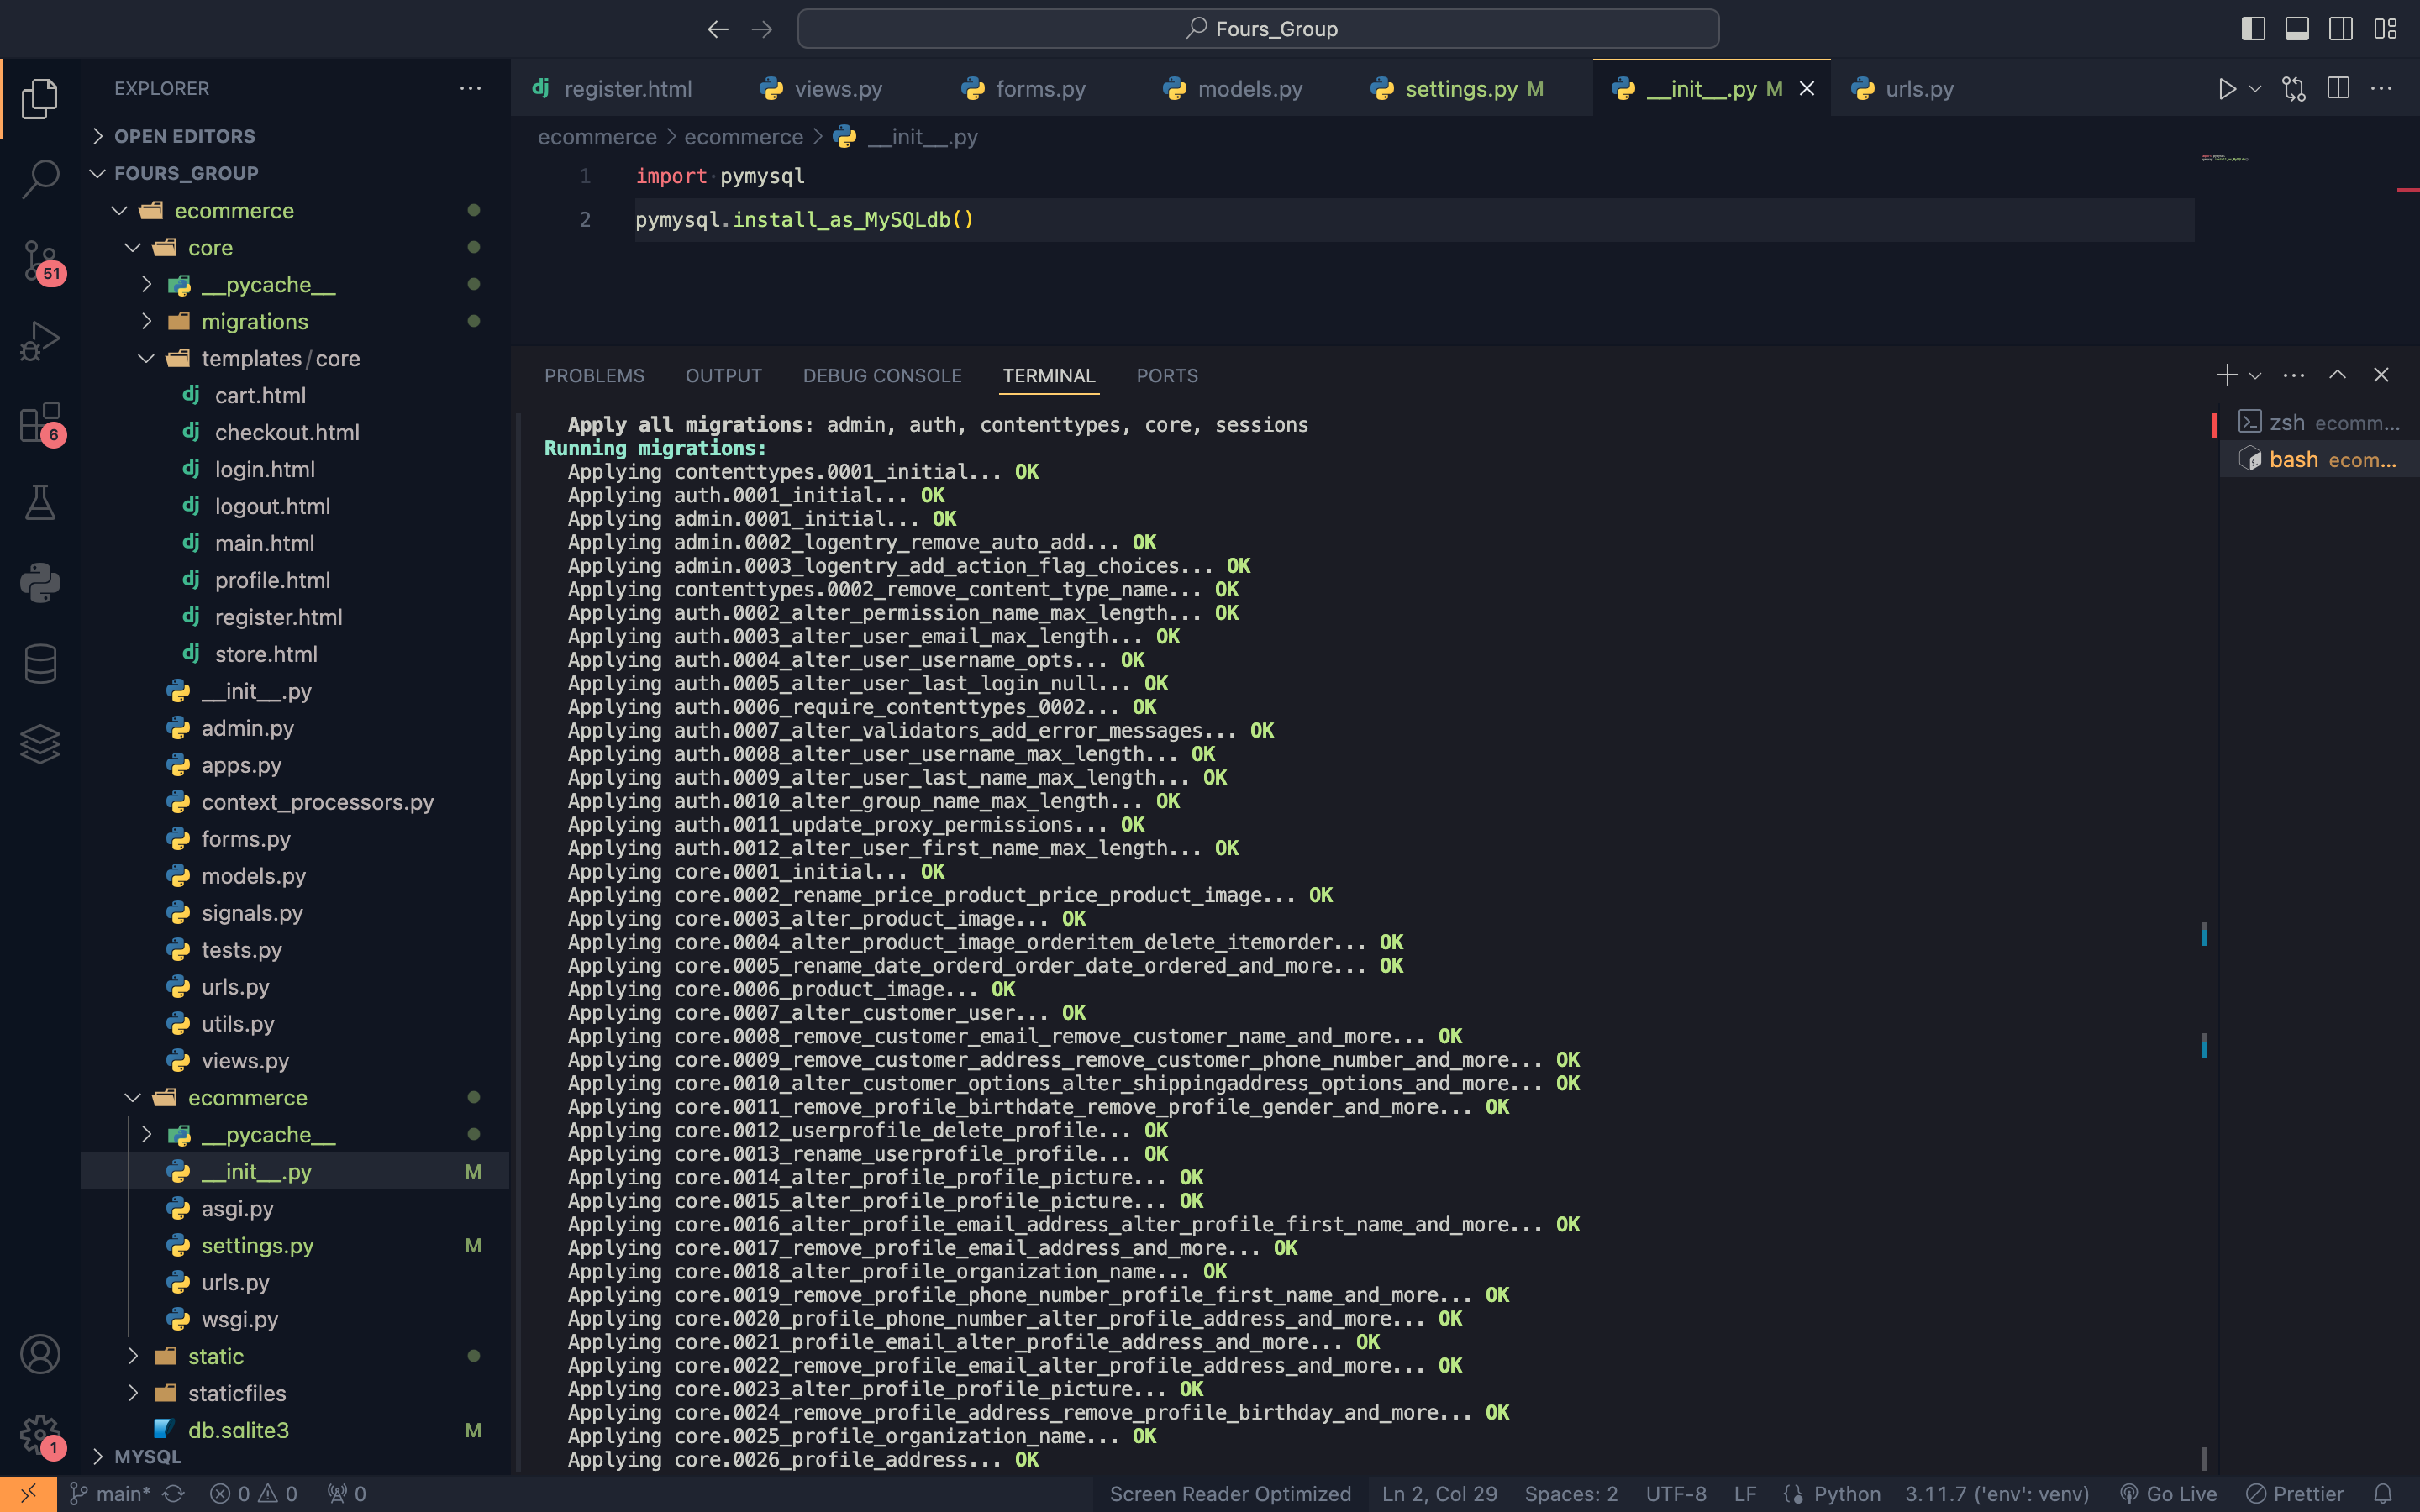 Fours_Group
EXPLORER
OPEN EDITORS
FOURS_GROUP
ecommerce
core
__pycache__
migrations
templates/core
cart.html
checkout.html
login.html
logout.html
main.html
profile.html
register.html
store.html
__init__.py
admin.py
apps.py
context_processors.py
forms.py
models.py
signals.py
tests.py
urls.py
utils.py
views.py
ecommerce
__pycache__
__init__.py M
asgi.py
settings.py M
urls.py
wsgi.py
static
staticfiles
db.sqlite3 M
MYSQL
51
6
1
register.html views.py forms.py models.py settings.py M __init__.py M urls.py
ecommerce > ecommerce > __init__.py
1 import pymysql
2 pymysql.install_as_MySQLdb()
PROBLEMS OUTPUT DEBUG CONSOLE TERMINAL PORTS
zsh ecomm...
bash ecom...
Apply all migrations: admin, auth, contenttypes, core, sessions
Running migrations:
Applying contenttypes.0001_initial... OK
Applying auth.0001_initial... OK
Applying admin.0001_initial... OK
Applying admin.0002_logentry_remove_auto_add... OK
Applying admin.0003_logentry_add_action_flag_choices... OK
Applying contenttypes.0002_remove_content_type_name... OK
Applying auth.0002_alter_permission_name_max_length... OK
Applying auth.0003_alter_user_email_max_length... OK
Applying auth.0004_alter_user_username_opts... OK
Applying auth.0005_alter_user_last_login_null... OK
Applying auth.0006_require_contenttypes_0002... OK
Applying auth.0007_alter_validators_add_error_messages... OK
Applying auth.0008_alter_user_username_max_length... OK
Applying auth.0009_alter_user_last_name_max_length... OK
Applying auth.0010_alter_group_name_max_length... OK
Applying auth.0011_update_proxy_permissions... OK
Applying auth.0012_alter_user_first_name_max_length... OK
Applying core.0001_initial... OK
Applying core.0002_rename_price_product_price_product_image... OK
Applying core.0003_alter_product_image... OK
Applying core.0004_alter_product_image_orderitem_delete_itemorder... OK
Applying core.0005_rename_date_orderd_order_date_ordered_and_more... OK
Applying core.0006_product_image... OK
Applying core.0007_alter_customer_user... OK
Applying core.0008_remove_customer_email_remove_customer_name_and_more... OK
Applying core.0009_remove_customer_address_remove_customer_phone_number_and_more... OK
Applying core.0010_alter_customer_options_alter_shippingaddress_options_and_more... OK
Applying core.0011_remove_profile_birthdate_remove_profile_gender_and_more... OK
Applying core.0012_userprofile_delete_profile... OK
Applying core.0013_rename_userprofile_profile... OK
Applying core.0014_alter_profile_profile_picture... OK
Applying core.0015_alter_profile_profile_picture... OK
Applying core.0016_alter_profile_email_address_alter_profile_first_name_and_more... OK
Applying core.0017_remove_profile_email_address_and_more... OK
Applying core.0018_alter_profile_organization_name... OK
Applying core.0019_remove_profile_phone_number_profile_first_name_and_more... OK
Applying core.0020_profile_phone_number_alter_profile_address_and_more... OK
Applying core.0021_profile_email_alter_profile_address_and_more... OK
Applying core.0022_remove_profile_email_alter_profile_address_and_more... OK
Applying core.0023_alter_profile_profile_picture... OK
Applying core.0024_remove_profile_address_remove_profile_birthday_and_more... OK
Applying core.0025_profile_organization_name... OK
Applying core.0026_profile_address... OK
main* 0 0 0 Screen Reader Optimized Ln 2, Col 29 Spaces: 2 UTF-8 LF Python 3.11.7 ('env': venv) Go Live Prettier